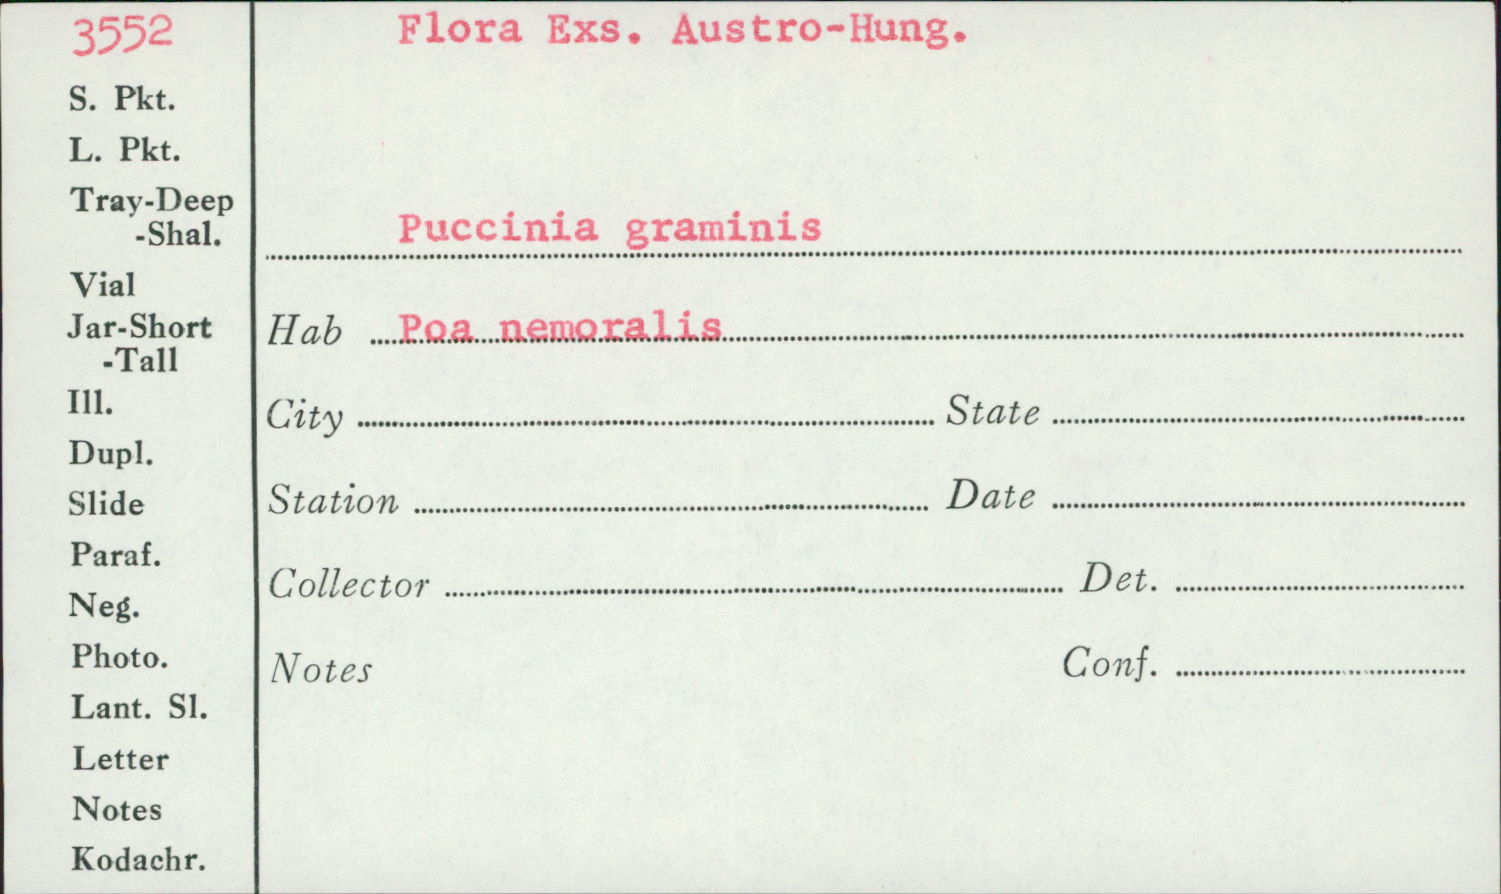 3552
Flora Exs. Austro-Hung.
S. Pkt.
L. Pkt.
Tray-Deep
-Shal.
Vial
Jar-Short
-Tall
Ill.
Dupl.
Slide
Paraf.
Neg.
Photo.
Lant. Sl.
Letter
Notes
Kodachr.
Puccinia graminis
Hab Poa nemoralis
City State
Station Date
Collector Det.
Notes Conf.